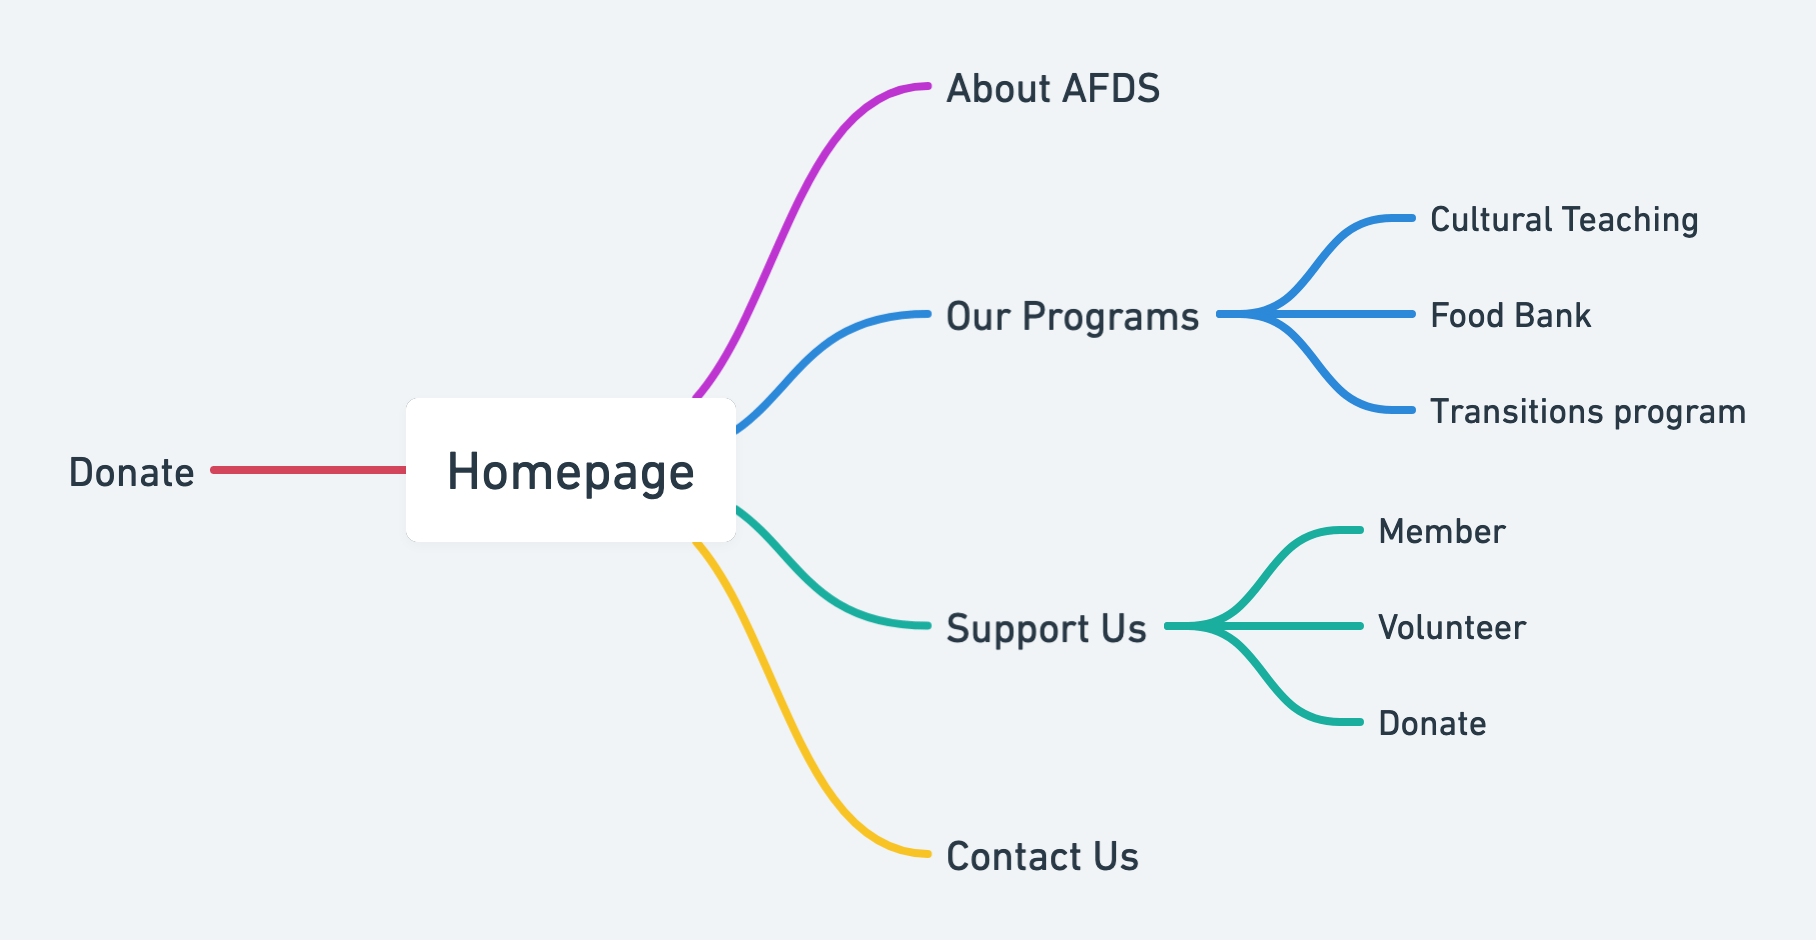 Donate
Homepage
About AFDS
Our Programs
Cultural Teaching
Food Bank
Transitions program
Support Us
Member
Volunteer
Donate
Contact Us